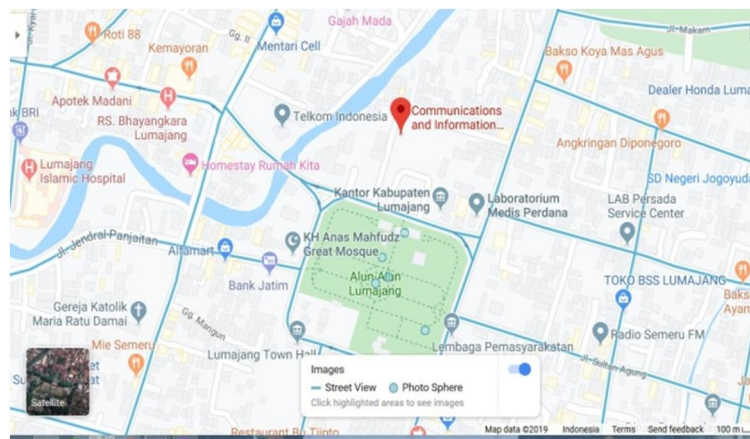 Gajah Mada
Jl. Makam
Roti 88
Gg. II
Mentari Cell
Kemayoran
Bakso Koya Mas Agus
Dealer Honda Luma
Apotek Madani
k BRI
RS. Bhayangkara
Lumajang
Telkom Indonesia
Communications
and Information...
Angkringan Diponegoro
Lumajang
Islamic Hospital
Homestay Rumah Kita
SD Negeri Jogoyud
Kantor Kabupaten
Lumajang
Laboratorium
Medis Perdana
LAB Persada
Service Center
Jl. Jendral Panjaitan
Alfamart
KH Anas Mahfudz
Great Mosque
Bank Jatim
Alun-Alun
Lumajang
TOKO BSS LUMAJANG
Baks
Ayam
Gereja Katolik
Maria Ratu Damai
Gg. Mangun
Mie Semeru
Lumajang Town Hall
Lembaga Pemasyarakatan
Radio Semeru FM
Jl. Sultan Agung
Satellite
Images
Street View
Photo Sphere
Click highlighted areas to see images
Restaurant Bu Tjipto
Map data ©2019
Indonesia
Terms
Send feedback
100 m